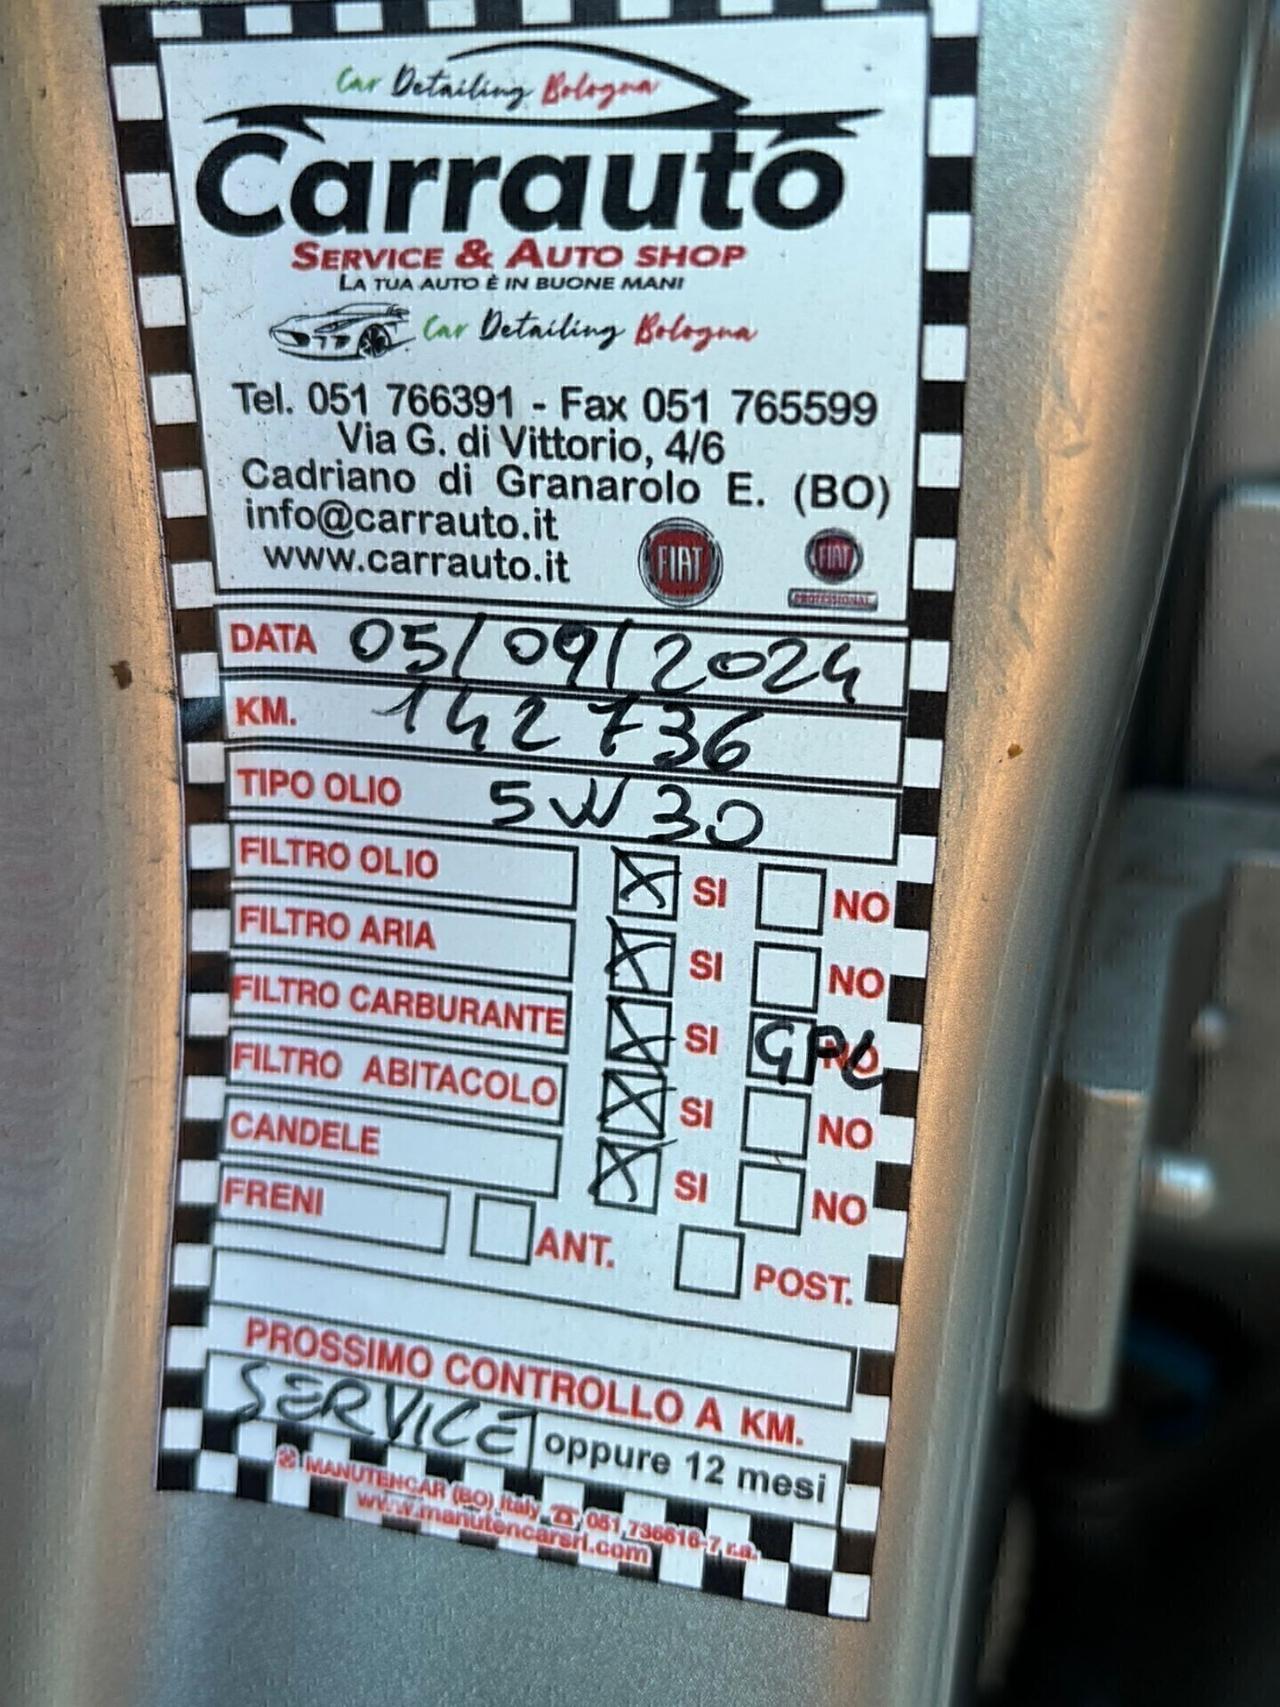 Car Detailing Bologna
Carrauto
SERVICE & AUTO SHOP
LA TUA AUTO È IN BUONE MANI
Car Detailing Bologna
Tel. 051 766391 - Fax 051 765599
Via G. di Vittorio, 4/6
Cadriano di Granarolo E. (BO)
info@carrauto.it
www.carrauto.it
FIAT FIAT
PROFESSIONAL
DATA 05/09/2024
KM. 142736
TIPO OLIO 5W30
FILTRO OLIO X SI NO
FILTRO ARIA X SI NO
FILTRO CARBURANTE X SI GPL NO
FILTRO ABITACOLO X SI NO
CANDELE X SI NO
FRENI ANT. POST.
PROSSIMO CONTROLLO A KM.
SERVICE oppure 12 mesi
MANUTENCAR (BO) Italy ☎ 051 736616-7 r.a.
www.manutencarsrl.com